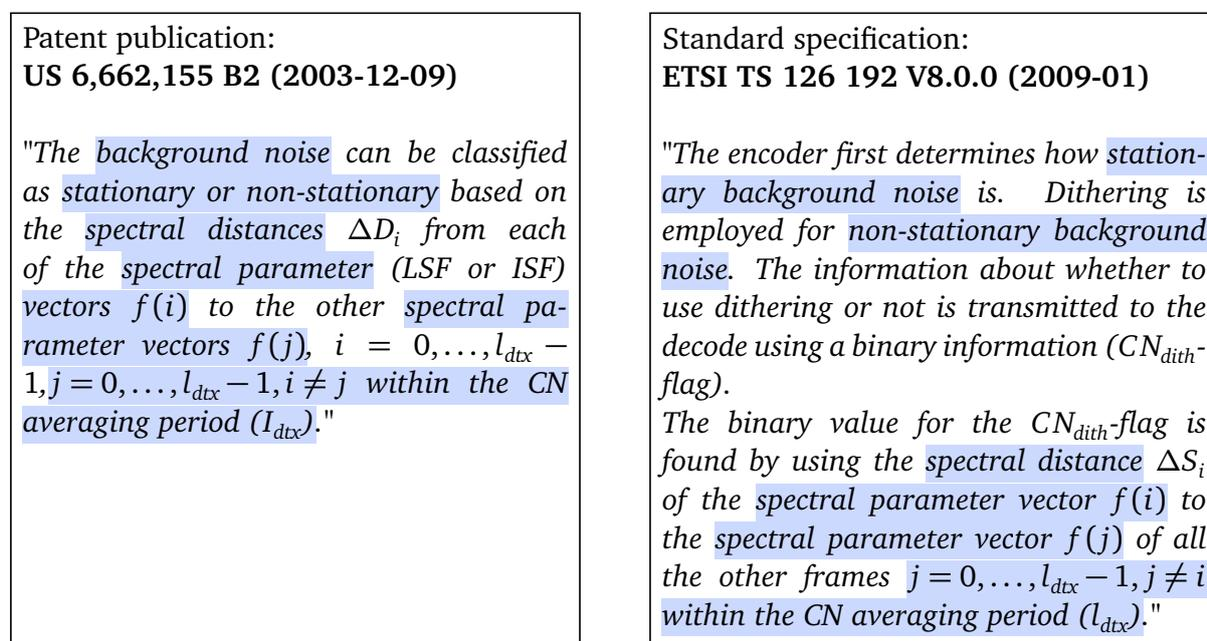 Patent publication:
US 6,662,155 B2 (2003-12-09)
"The background noise can be classified
as stationary or non-stationary based on
the spectral distances ΔD_i from each
of the spectral parameter (LSF or ISF)
vectors f(i) to the other spectral pa-
rameter vectors f(j), i = 0,...,l_dtx −
1, j = 0,...,l_dtx − 1, i ≠ j within the CN
averaging period (I_dtx)."
Standard specification:
ETSI TS 126 192 V8.0.0 (2009-01)
"The encoder first determines how station-
ary background noise is. Dithering is
employed for non-stationary background
noise. The information about whether to
use dithering or not is transmitted to the
decode using a binary information (CN_dith-
flag).
The binary value for the CN_dith-flag is
found by using the spectral distance ΔS_i
of the spectral parameter vector f(i) to
the spectral parameter vector f(j) of all
the other frames j = 0,...,l_dtx − 1, j ≠ i
within the CN averaging period (l_dtx)."